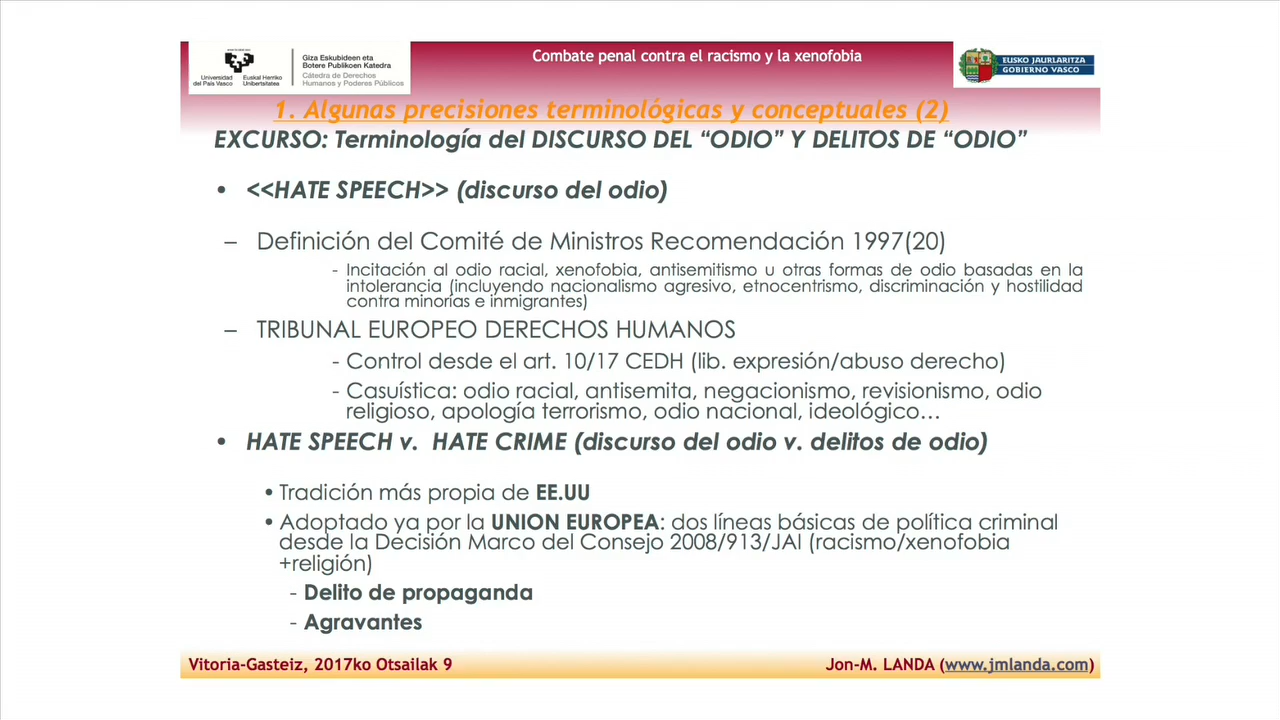 Universidad del País Vasco
Euskal Herriko Unibertsitatea
Giza Eskubideen eta
Botere Publikoen Katedra
Cátedra de Derechos
Humanos y Poderes Públicos
Combate penal contra el racismo y la xenofobia
EUSKO JAURLARITZA
GOBIERNO VASCO
1. Algunas precisiones terminológicas y conceptuales (2)
EXCURSO: Terminología del DISCURSO DEL “ODIO” Y DELITOS DE “ODIO”
• <<HATE SPEECH>> (discurso del odio)
– Definición del Comité de Ministros Recomendación 1997(20)
- Incitación al odio racial, xenofobia, antisemitismo u otras formas de odio basadas en la
intolerancia (incluyendo nacionalismo agresivo, etnocentrismo, discriminación y hostilidad
contra minorías e inmigrantes)
– TRIBUNAL EUROPEO DERECHOS HUMANOS
- Control desde el art. 10/17 CEDH (lib. expresión/abuso derecho)
- Casuística: odio racial, antisemita, negacionismo, revisionismo, odio
religioso, apología terrorismo, odio nacional, ideológico…
• HATE SPEECH v. HATE CRIME (discurso del odio v. delitos de odio)
• Tradición más propia de EE.UU
• Adoptado ya por la UNION EUROPEA: dos líneas básicas de política criminal
desde la Decisión Marco del Consejo 2008/913/JAI (racismo/xenofobia
+religión)
- Delito de propaganda
- Agravantes
Vitoria-Gasteiz, 2017ko Otsailak 9
Jon-M. LANDA (www.jmlanda.com)